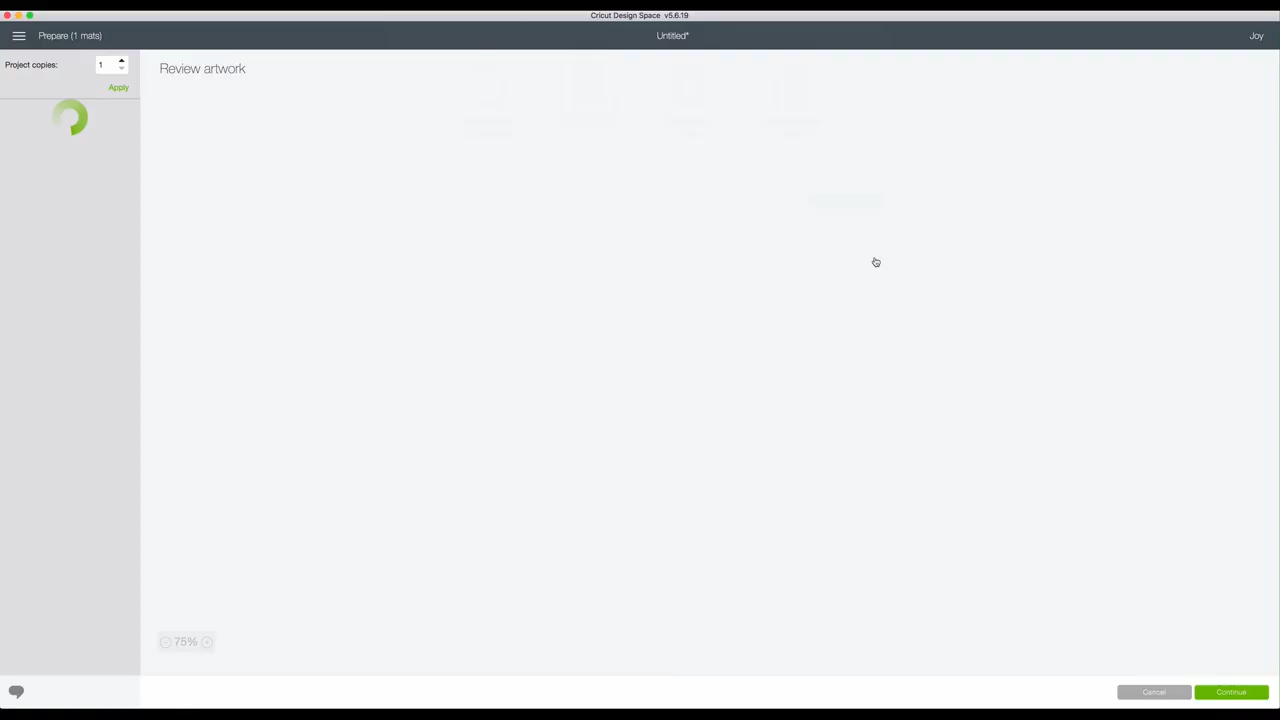 Cricut Design Space v5.6.19
Prepare (1 mats)
Untitled*
Joy
Project copies:
1
Apply
Review artwork
75%
Cancel
Continue